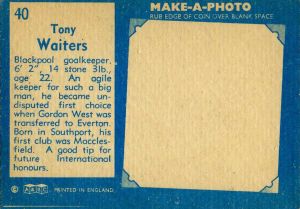 40
Tony
Waiters
Blackpool goalkeeper.
6' 2", 14 stone 3lb.,
age 22. An agile
keeper for such a big
man, he became un-
disputed first choice
when Gordon West was
transferred to Everton.
Born in Southport, his
first club was Maccles-
field. A good tip for
future International
honours.
© A&BC PRINTED IN ENGLAND.
MAKE-A-PHOTO
RUB EDGE OF COIN OVER BLANK SPACE